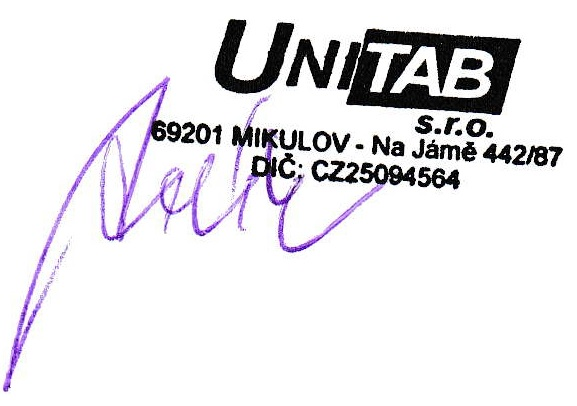 UNITAB
s.r.o.
69201 MIKULOV - Na Jámě 442/87
DIČ: CZ25094564